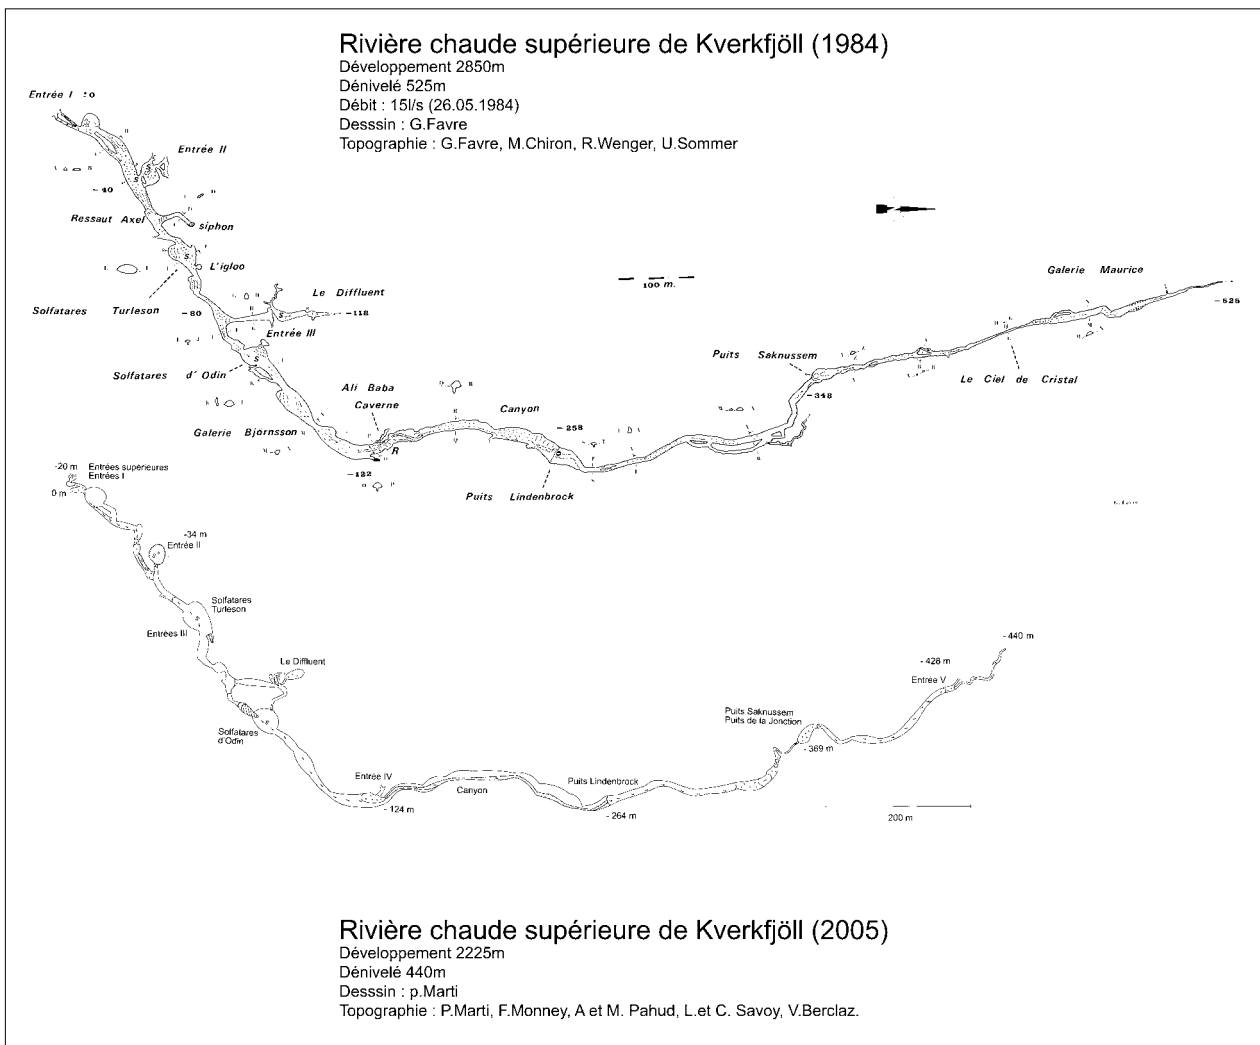 Rivière chaude supérieure de Kverkfjöll (1984)
Développement 2850m
Dénivelé 525m
Débit : 15l/s (26.05.1984)
Desssin : G.Favre
Topographie : G.Favre, M.Chiron, R.Wenger, U.Sommer
Entrée I ±0
Entrée II
-40
Ressaut Axel
siphon
L'igloo
Solfatares Turleson
Le Diffluent
-80
-118
Entrée III
Solfatares d'Odin
Ali Baba
Caverne
Galerie Bjornsson
R
-122
Canyon
-258
Puits Lindenbrock
100 m.
Puits Saknussem
-348
Galerie Maurice
-525
Le Ciel de Cristal
G. Favre
-20 m
Entrées supérieures
Entrées I
0 m
-34 m
Entrée II
Solfatares
Turleson
Entrées III
Le Diffluent
Solfatares
d'Odin
Entrée IV
- 124 m
Canyon
Puits Lindenbrock
- 264 m
Puits Saknussem
Puits de la Jonction
- 369 m
- 428 m
Entrée V
- 440 m
200 m
Rivière chaude supérieure de Kverkfjöll (2005)
Développement 2225m
Dénivelé 440m
Desssin : p.Marti
Topographie : P.Marti, F.Monney, A et M. Pahud, L.et C. Savoy, V.Berclaz.